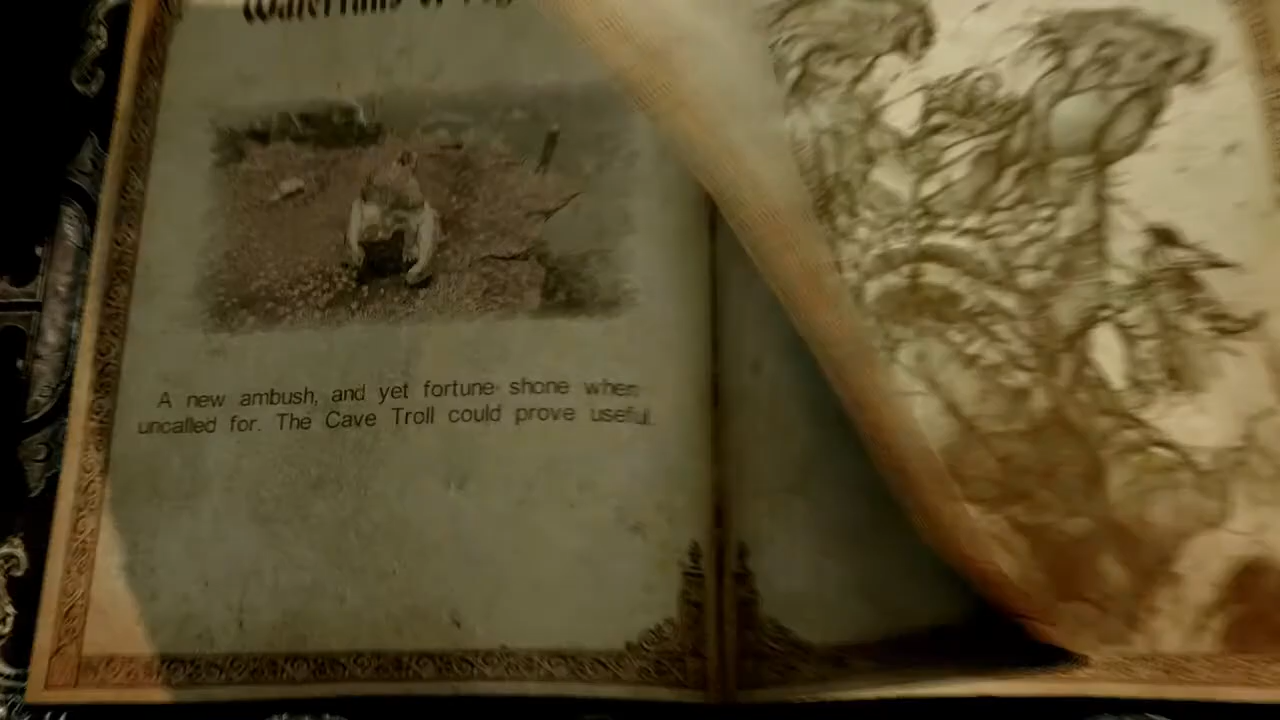 A new ambush, and yet fortune shone when
uncalled for. The Cave Troll could prove useful.